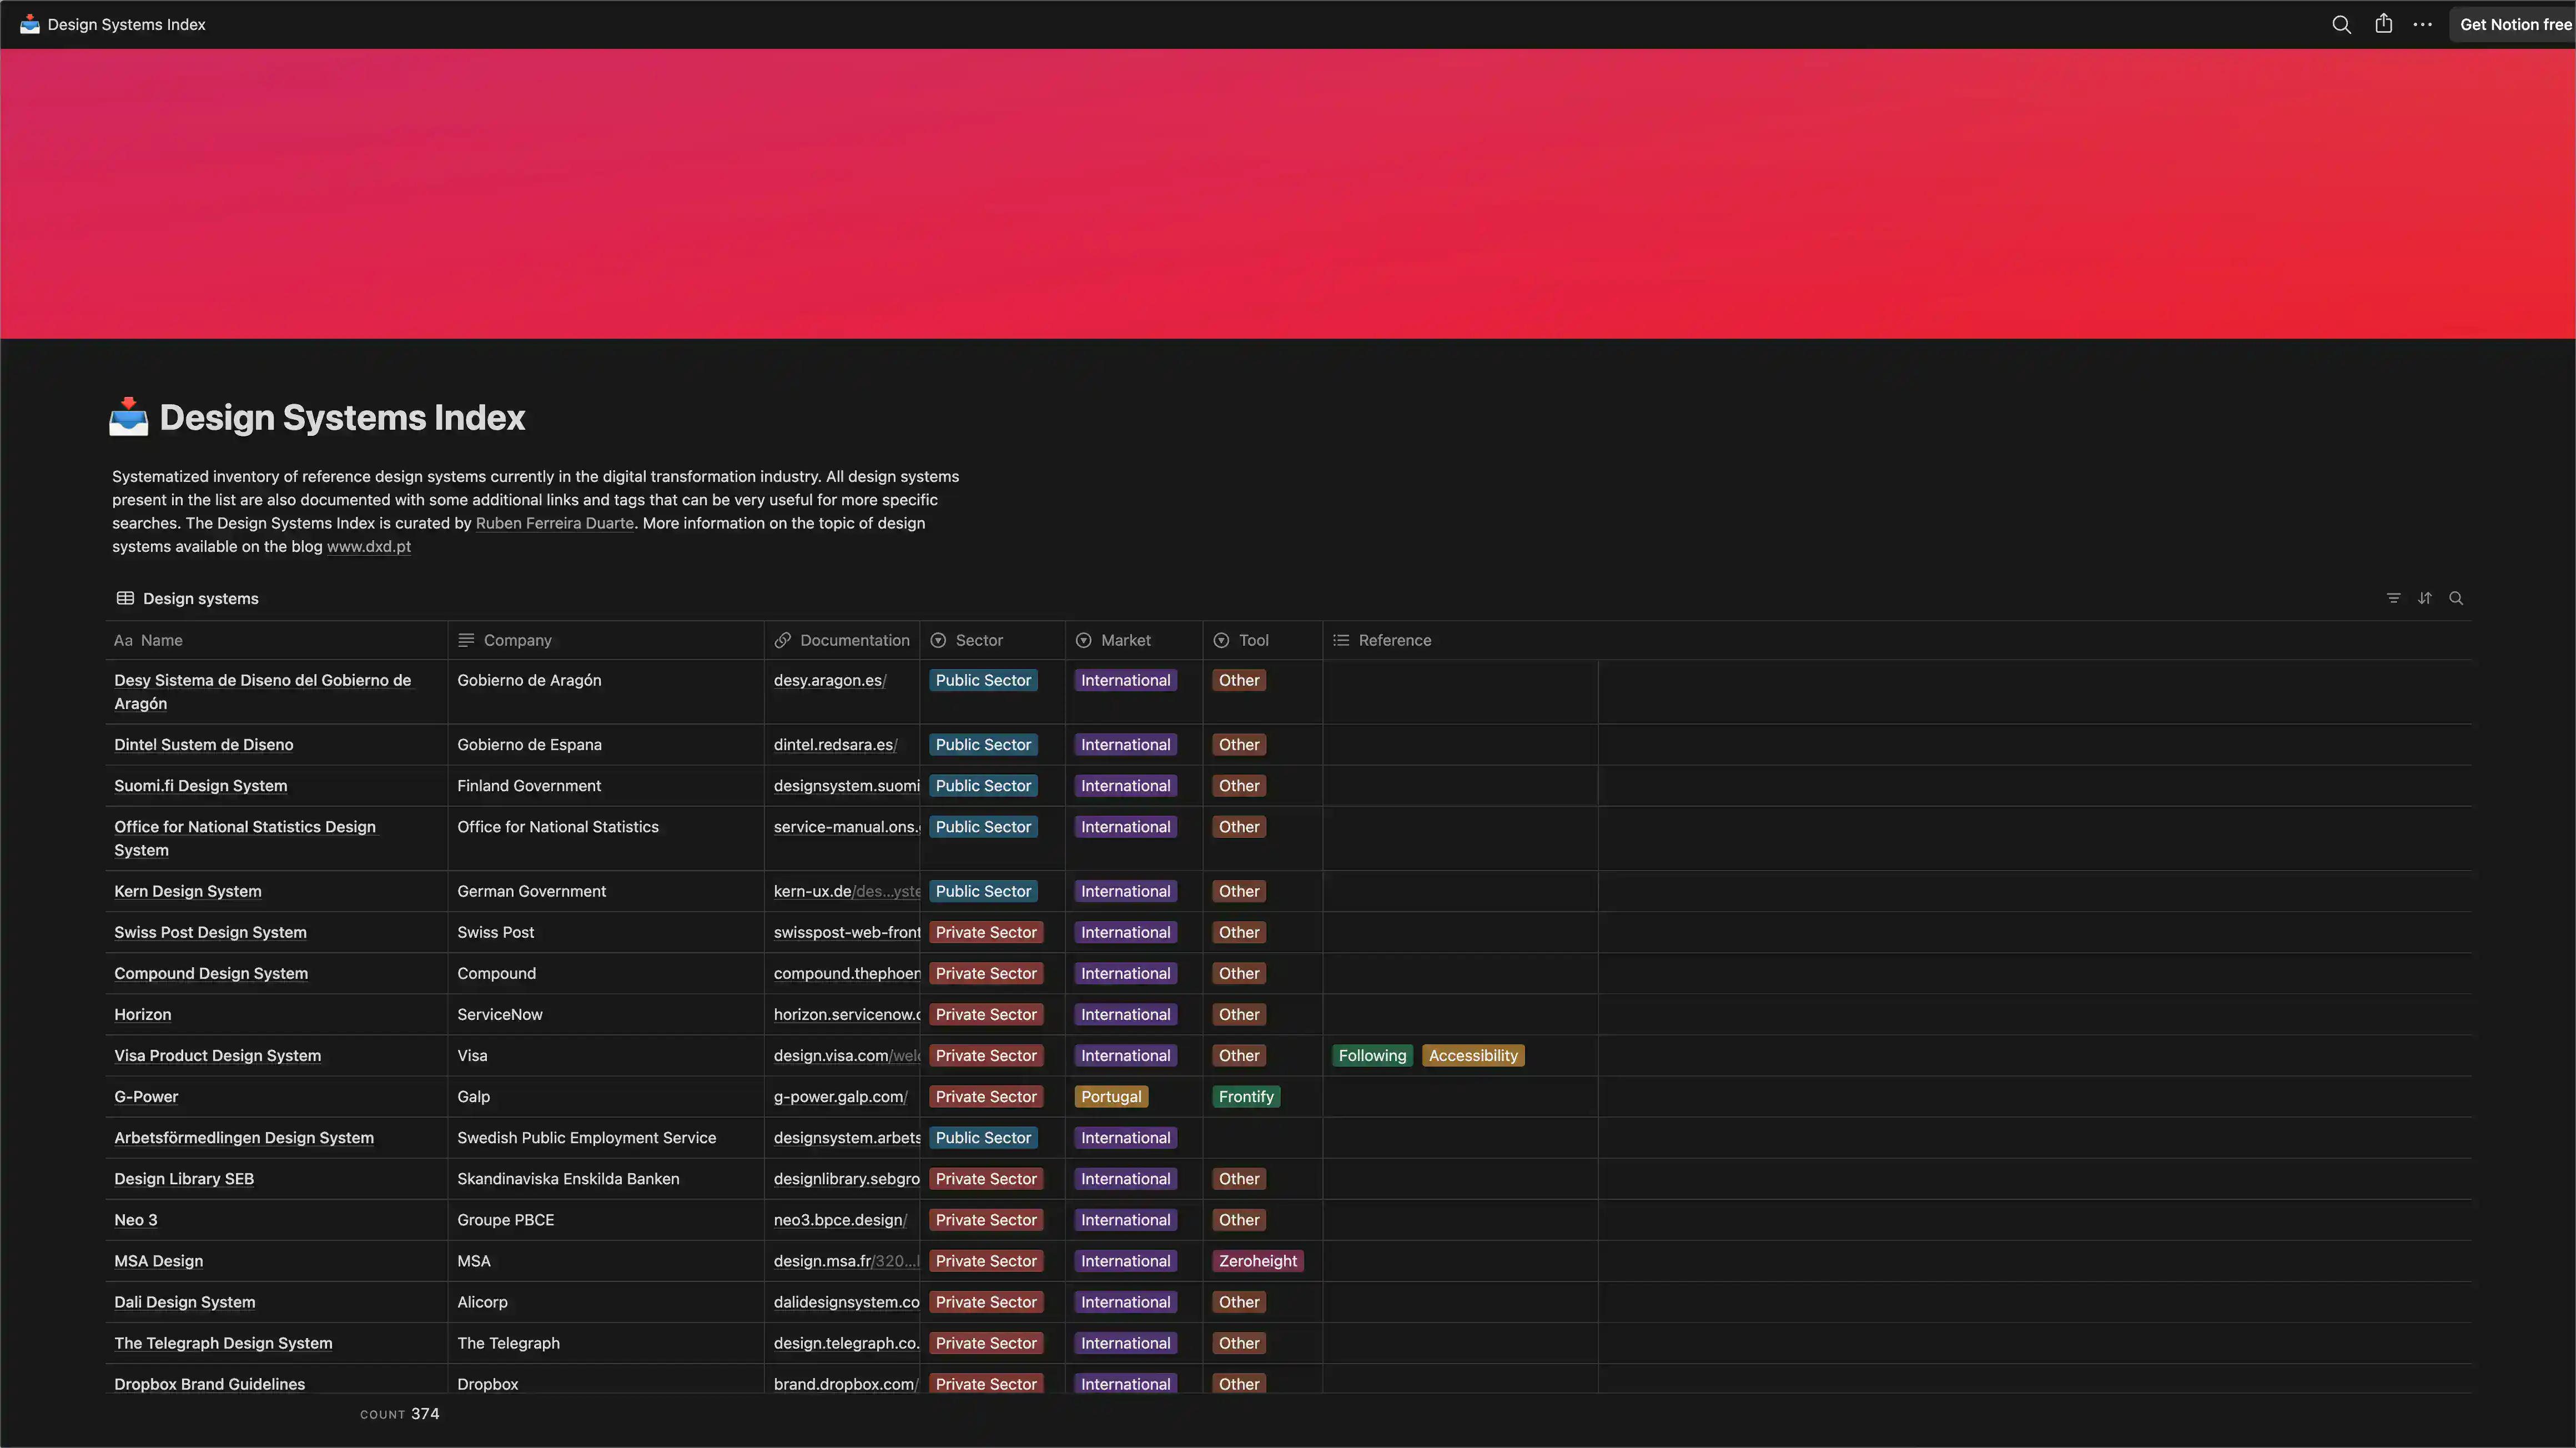 Design Systems Index
Get Notion free
Design Systems Index
Systematized inventory of reference design systems currently in the digital transformation industry. All design systems
present in the list are also documented with some additional links and tags that can be very useful for more specific
searches. The Design Systems Index is curated by Ruben Ferreira Duarte. More information on the topic of design
systems available on the blog www.dxd.pt
Design systems
Aa Name Company Documentation Sector Market Tool Reference
Desy Sistema de Diseno del Gobierno de Gobierno de Aragón desy.aragon.es/ Public Sector International Other
Aragón
Dintel Sustem de Diseno Gobierno de Espana dintel.redsara.es/ Public Sector International Other
Suomi.fi Design System Finland Government designsystem.suomi Public Sector International Other
Office for National Statistics Design Office for National Statistics service-manual.ons. Public Sector International Other
System
Kern Design System German Government kern-ux.de/des...yste Public Sector International Other
Swiss Post Design System Swiss Post swisspost-web-front Private Sector International Other
Compound Design System Compound compound.thephoen Private Sector International Other
Horizon ServiceNow horizon.servicenow.c Private Sector International Other
Visa Product Design System Visa design.visa.com/welc Private Sector International Other Following Accessibility
G-Power Galp g-power.galp.com/ Private Sector Portugal Frontify
Arbetsförmedlingen Design System Swedish Public Employment Service designsystem.arbets Public Sector International
Design Library SEB Skandinaviska Enskilda Banken designlibrary.sebgro Private Sector International Other
Neo 3 Groupe PBCE neo3.bpce.design/ Private Sector International Other
MSA Design MSA design.msa.fr/320...l Private Sector International Zeroheight
Dali Design System Alicorp dalidesignsystem.co Private Sector International Other
The Telegraph Design System The Telegraph design.telegraph.co. Private Sector International Other
Dropbox Brand Guidelines Dropbox brand.dropbox.com/ Private Sector International Other
COUNT 374